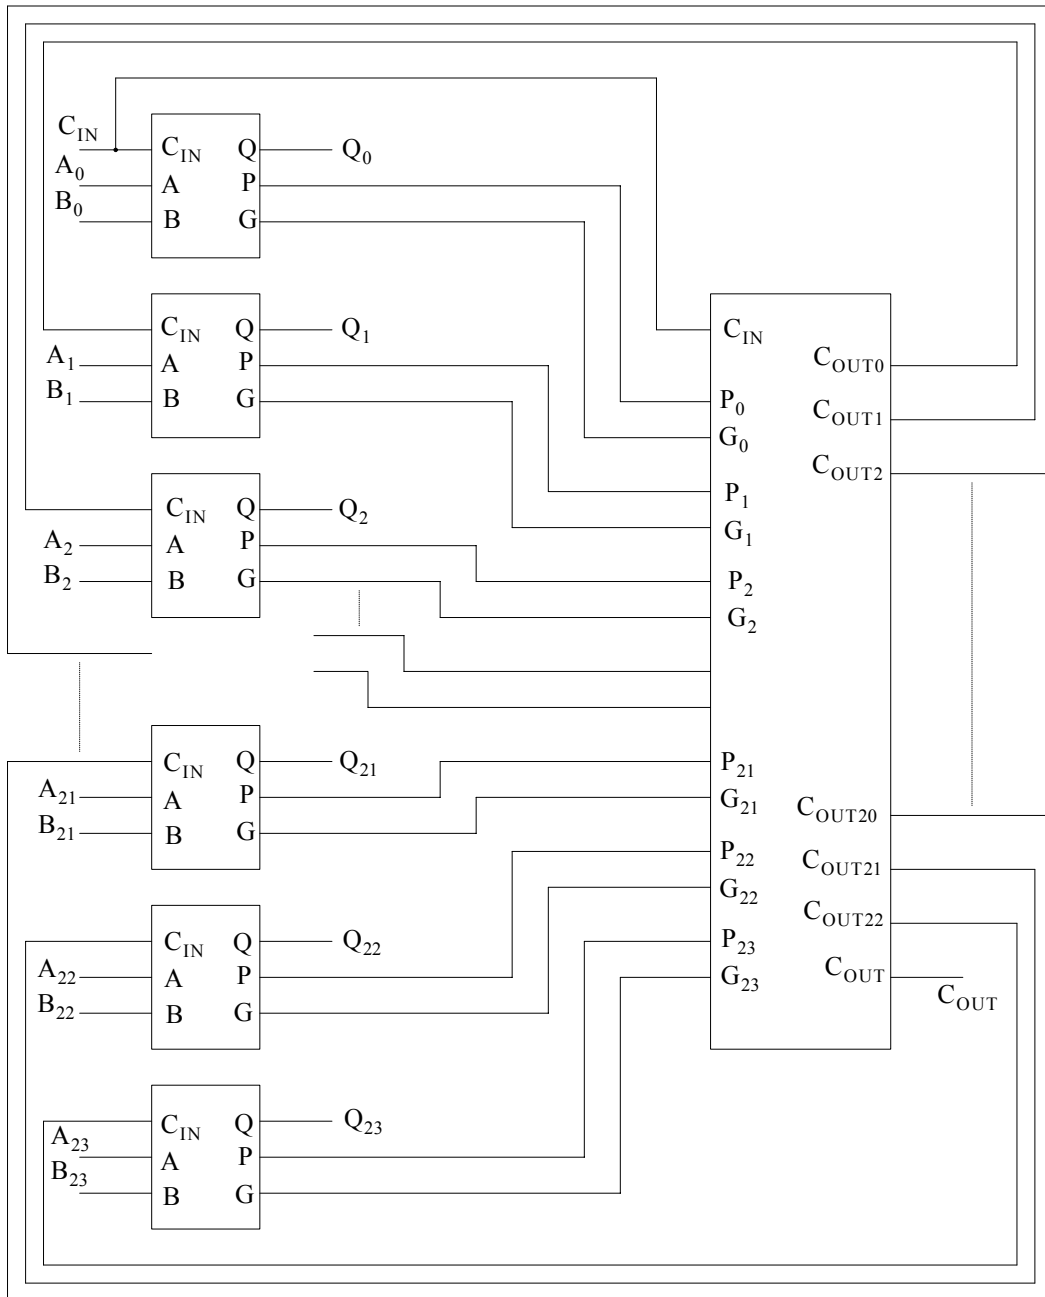 C_IN
A_0
B_0
C_IN Q
A P
B G
Q_0
A_1
B_1
C_IN Q
A P
B G
Q_1
A_2
B_2
C_IN Q
A P
B G
Q_2
A_21
B_21
C_IN Q
A P
B G
Q_21
A_22
B_22
C_IN Q
A P
B G
Q_22
A_23
B_23
C_IN Q
A P
B G
Q_23
C_IN
P_0
G_0
P_1
G_1
P_2
G_2
P_21
G_21
P_22
G_22
P_23
G_23
C_OUT0
C_OUT1
C_OUT2
C_OUT20
C_OUT21
C_OUT22
C_OUT
C_OUT